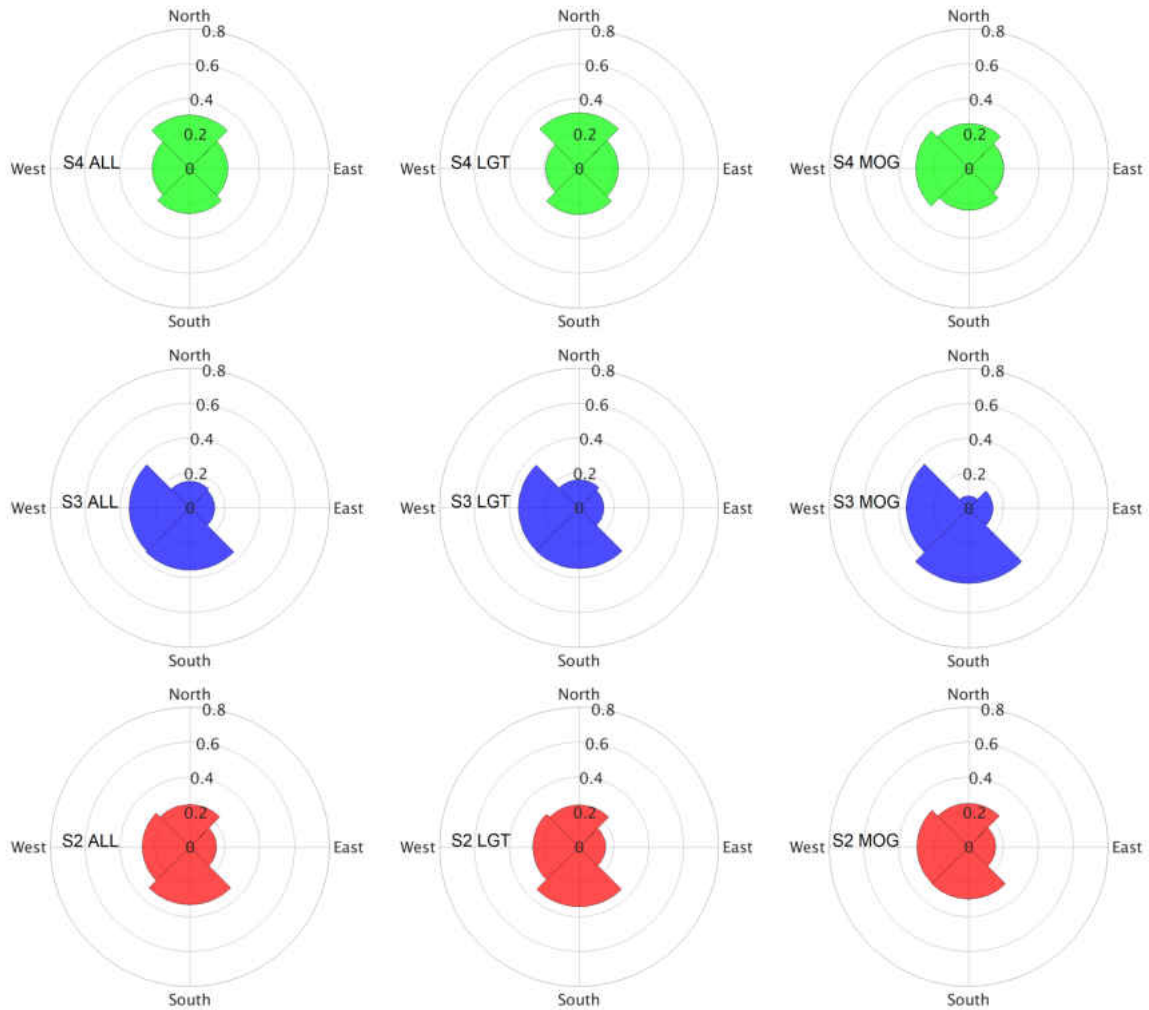 North North North
0.8 0.8 0.8
0.6 0.6 0.6
0.4 0.4 0.4
0.2 0.2 0.2
West S4 ALL 0 East West S4 LGT 0 East West S4 MOG 0 East
South South South
North North North
0.8 0.8 0.8
0.6 0.6 0.6
0.4 0.4 0.4
0.2 0.2 0.2
West S3 ALL 0 East West S3 LGT 0 East West S3 MOG 0 East
South South South
North North North
0.8 0.8 0.8
0.6 0.6 0.6
0.4 0.4 0.4
0.2 0.2 0.2
West S2 ALL 0 East West S2 LGT 0 East West S2 MOG 0 East
South South South